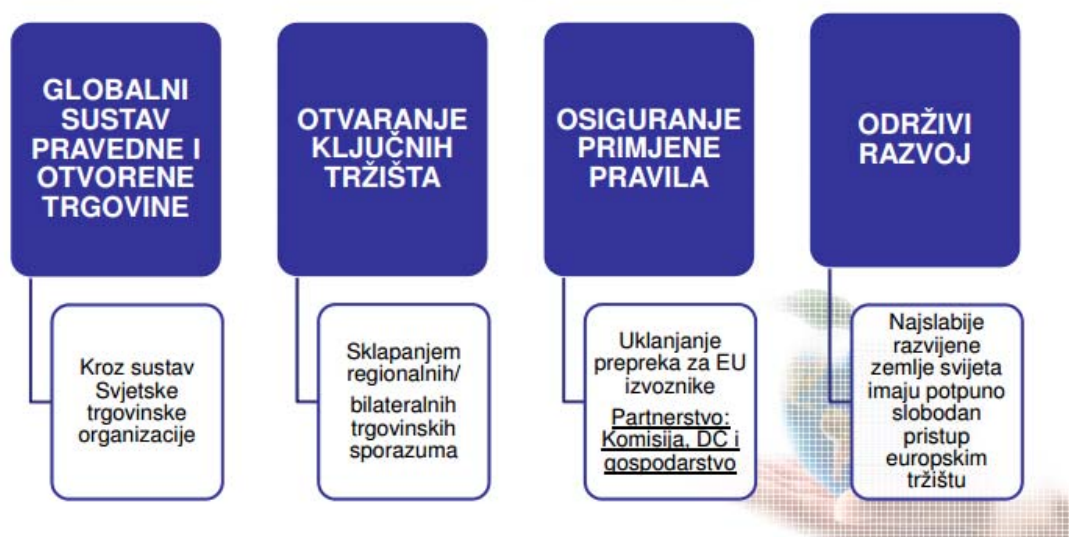 GLOBALNI
SUSTAV
PRAVEDNE I
OTVORENE
TRGOVINE
Kroz sustav
Svjetske
trgovinske
organizacije
OTVARANJE
KLJUČNIH
TRŽIŠTA
Sklapanjem
regionalnih/
bilateralnih
trgovinskih
sporazuma
OSIGURANJE
PRIMJENE
PRAVILA
Uklanjanje
prepreka za EU
izvoznike
Partnerstvo:
Komisija, DC i
gospodarstvo
ODRŽIVI
RAZVOJ
Najslabije
razvijene
zemlje svijeta
imaju potpuno
slobodan
pristup
europskim
tržištu